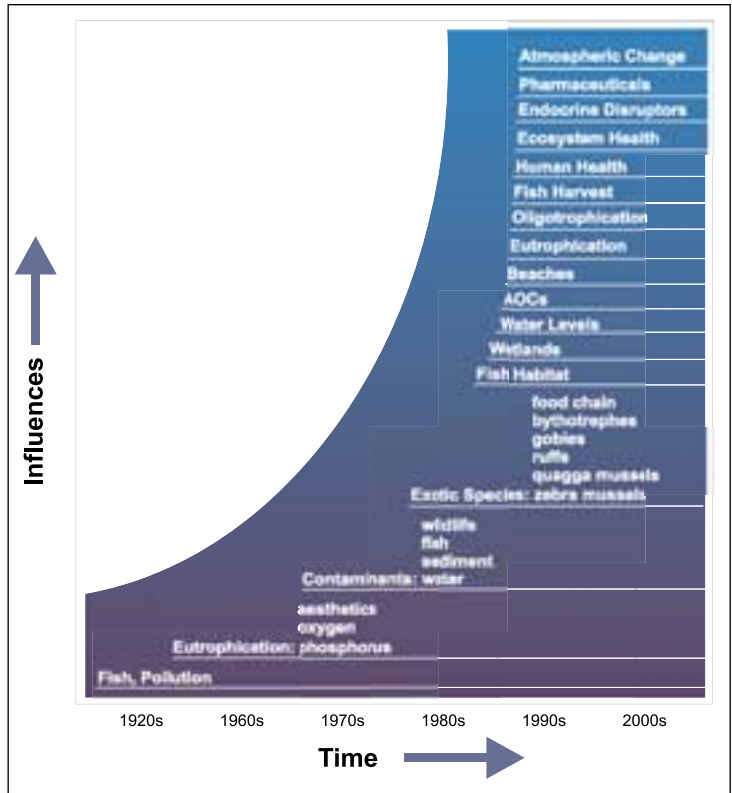 Atmospheric Change
Pharmaceuticals
Endocrine Disruptors
Ecosystem Health
Human Health
Fish Harvest
Oligotrophication
Eutrophication
Beaches
AOCs
Water Levels
Wetlands
Fish Habitat
food chain
bythotrephes
gobies
ruffe
quagga mussels
Exotic Species: zebra mussels
wildlife
fish
sediment
Contaminants: water
aesthetics
oxygen
Eutrophication: phosphorus
Fish, Pollution
Influences
1920s 1960s 1970s 1980s 1990s 2000s
Time